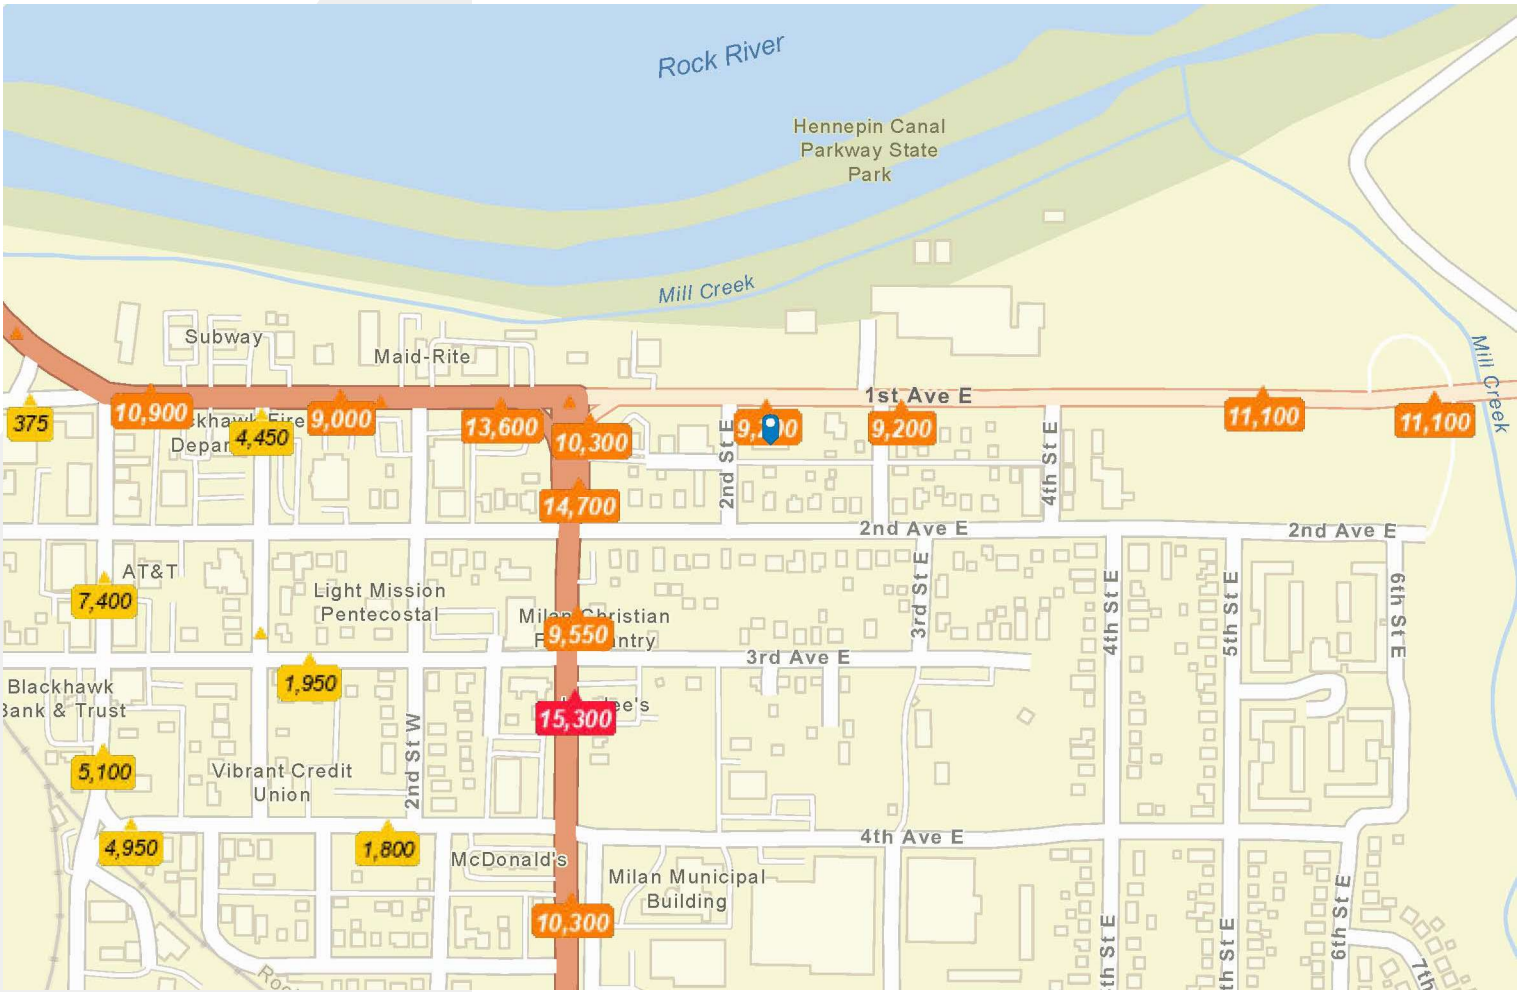 Rock River
Hennepin Canal
Parkway State
Park
Mill Creek
Subway
Maid-Rite
Mill Creek
1st Ave E
375
10,900
ckhawk Fire
Depar
4,450
9,000
13,600
10,300
2nd St E
9,200
4th St E
11,100
11,100
14,700
2nd Ave E
2nd Ave E
AT&T
7,400
Light Mission
Pentecostal
Milan Christian
9,550
3rd St E
4th St E
5th St E
6th St E
3rd Ave E
1,950
Blackhawk
Bank & Trust
ee's
15,300
2nd St W
5,100
Vibrant Credit
Union
4,950
1,800
4th Ave E
McDonald's
Milan Municipal
Building
10,300
6th St E
th St E
th St E
7th